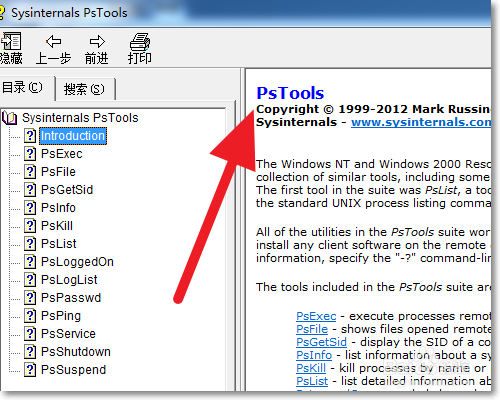 Sysinternals PsTools
隐藏 上一步 前进 打印
目录(C) 搜索(S)
Sysinternals PsTools
Introduction
PsExec
PsFile
PsGetSid
PsInfo
PsKill
PsList
PsLoggedOn
PsLogList
PsPasswd
PsPing
PsService
PsShutdown
PsSuspend
PsTools
Copyright © 1999-2012 Mark Russin
Sysinternals - www.sysinternals.com
The Windows NT and Windows 2000 Reso
collection of similar tools, including some
The first tool in the suite was PsList, a too
the standard UNIX process listing comma
All of the utilities in the PsTools suite wor
install any client software on the remote
information, specify the "-?" command-lin
The tools included in the PsTools suite are
PsExec - execute processes remot
PsFile - shows files opened remote
PsGetSid - display the SID of a co
PsInfo - list information about a sy
PsKill - kill processes by name or
PsList - list detailed information ab